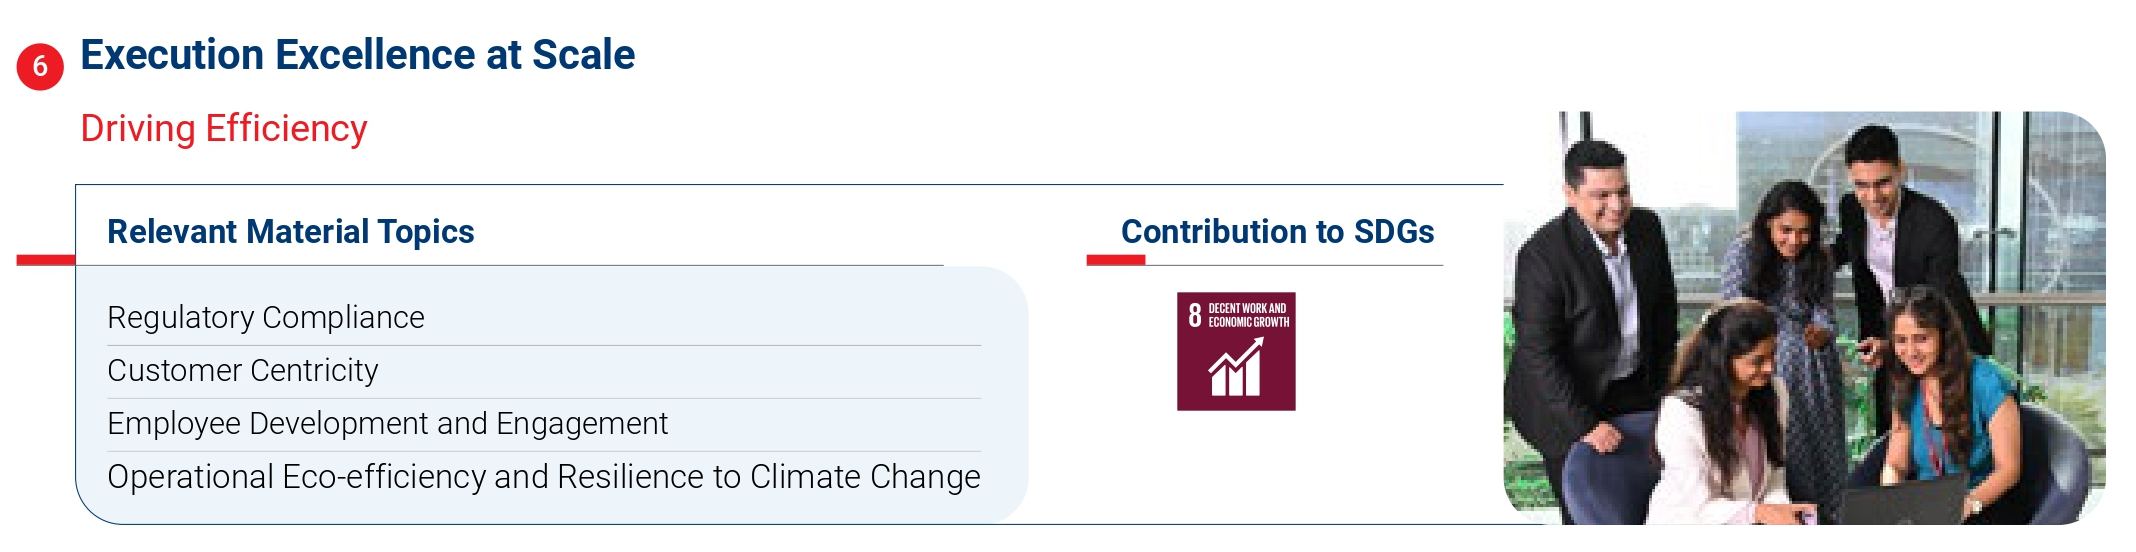 6 Execution Excellence at Scale
Driving Efficiency
Relevant Material Topics
Regulatory Compliance
Customer Centricity
Employee Development and Engagement
Operational Eco-efficiency and Resilience to Climate Change
Contribution to SDGs
8 DECENT WORK AND
ECONOMIC GROWTH